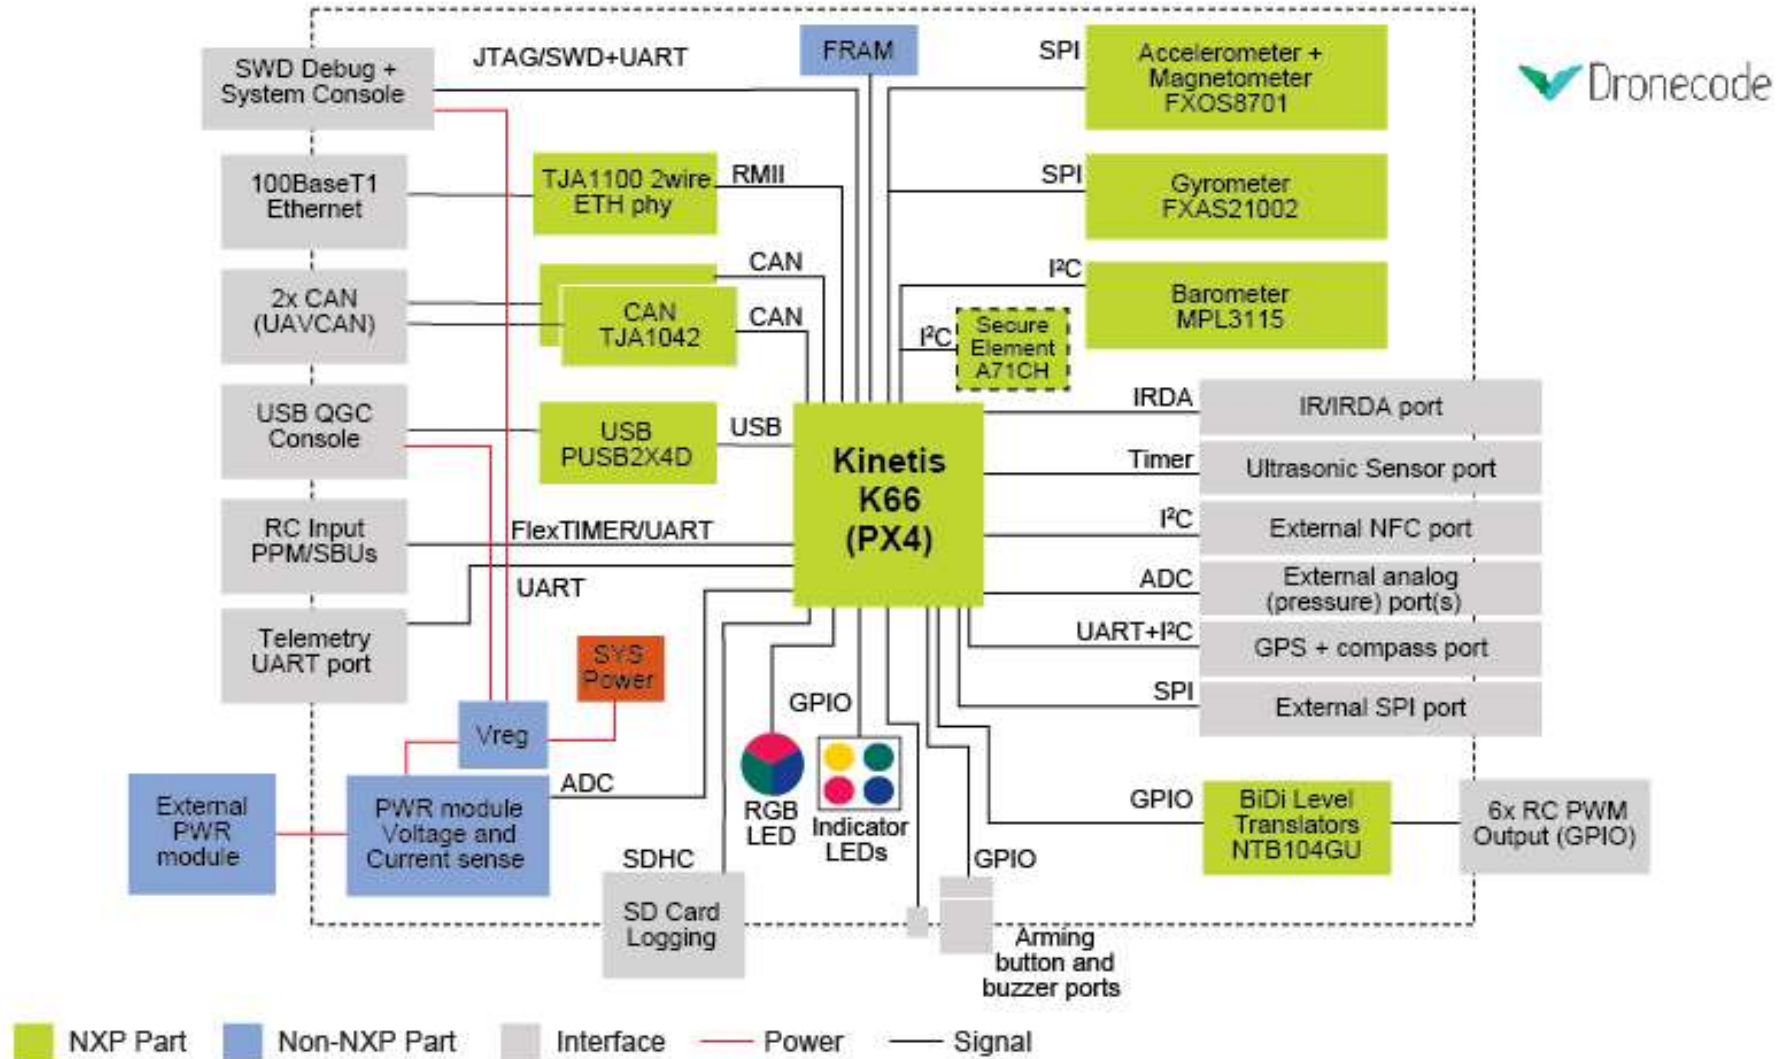 SWD Debug +
System Console
JTAG/SWD+UART
FRAM
SPI
Accelerometer +
Magnetometer
FXOS8701
Dronecode
100BaseT1
Ethernet
TJA1100 2wire
ETH phy
RMII
SPI
Gyrometer
FXAS21002
2x CAN
(UAVCAN)
CAN
CAN
TJA1042
CAN
I²C
Barometer
MPL3115
I²C
Secure
Element
A71CH
USB QGC
Console
USB
PUSB2X4D
USB
Kinetis
K66
(PX4)
IRDA
IR/IRDA port
Timer
Ultrasonic Sensor port
RC Input
PPM/SBUs
FlexTIMER/UART
I²C
External NFC port
UART
ADC
External analog
(pressure) port(s)
Telemetry
UART port
UART+I²C
GPS + compass port
SYS
Power
SPI
External SPI port
Vreg
GPIO
External
PWR
module
PWR module
Voltage and
Current sense
ADC
RGB
LED
Indicator
LEDs
GPIO
BiDi Level
Translators
NTB104GU
6x RC PWM
Output (GPIO)
SDHC
SD Card
Logging
GPIO
Arming
button and
buzzer ports
NXP Part
Non-NXP Part
Interface
Power
Signal